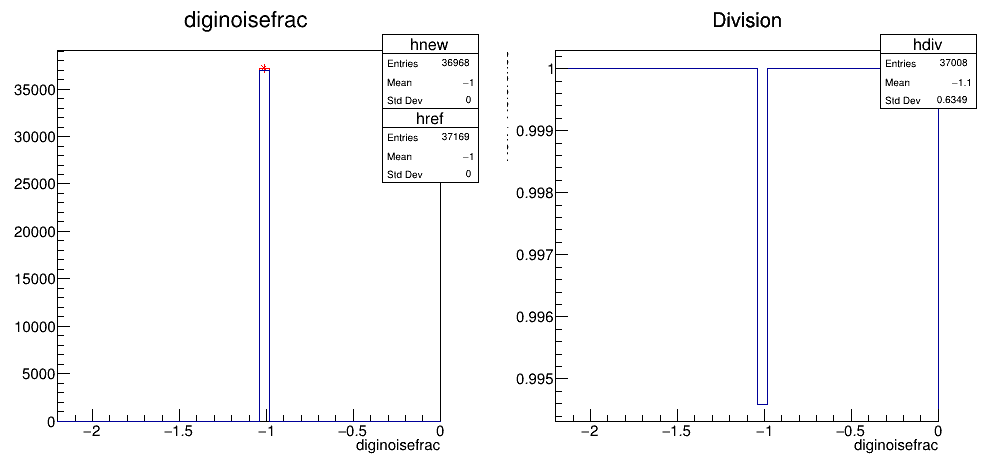 diginoisefrac
hnew
Entries 36968
Mean −1
Std Dev 0
href
Entries 37169
Mean −1
Std Dev 0
35000
30000
25000
20000
15000
10000
5000
0
−2 −1.5 −1 −0.5 0
diginoisefrac
Division
hdiv
Entries 37008
Mean −1.1
Std Dev 0.6349
1
0.999
0.998
0.997
0.996
0.995
−2 −1.5 −1 −0.5 0
diginoisefrac